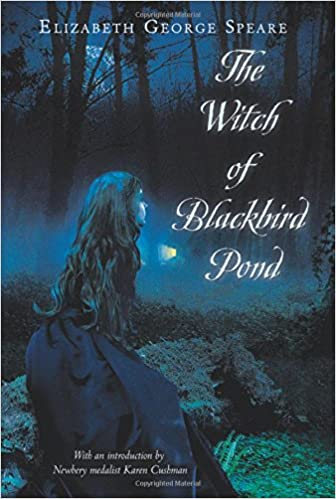 ELIZABETH GEORGE SPEARE
The
Witch
of
Blackbird
Pond
With an introduction by
Newbery medalist Karen Cushman